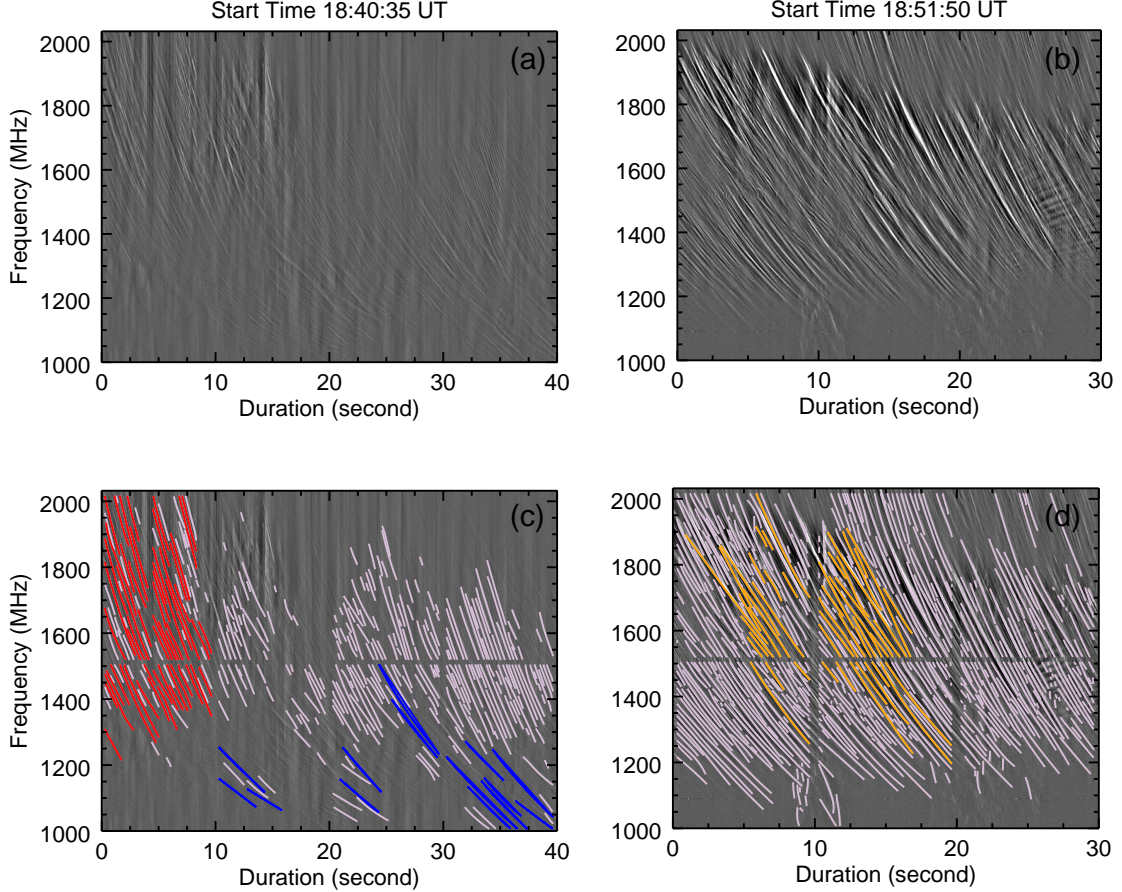 Start Time 18:40:35 UT
Start Time 18:51:50 UT
(a)
2000
1800
1600
1400
1200
1000
Frequency (MHz)
0 10 20 30 40
Duration (second)
(b)
2000
1800
1600
1400
1200
1000
0 10 20 30
Duration (second)
(c)
2000
1800
1600
1400
1200
1000
Frequency (MHz)
0 10 20 30 40
Duration (second)
(d)
2000
1800
1600
1400
1200
1000
0 10 20 30
Duration (second)